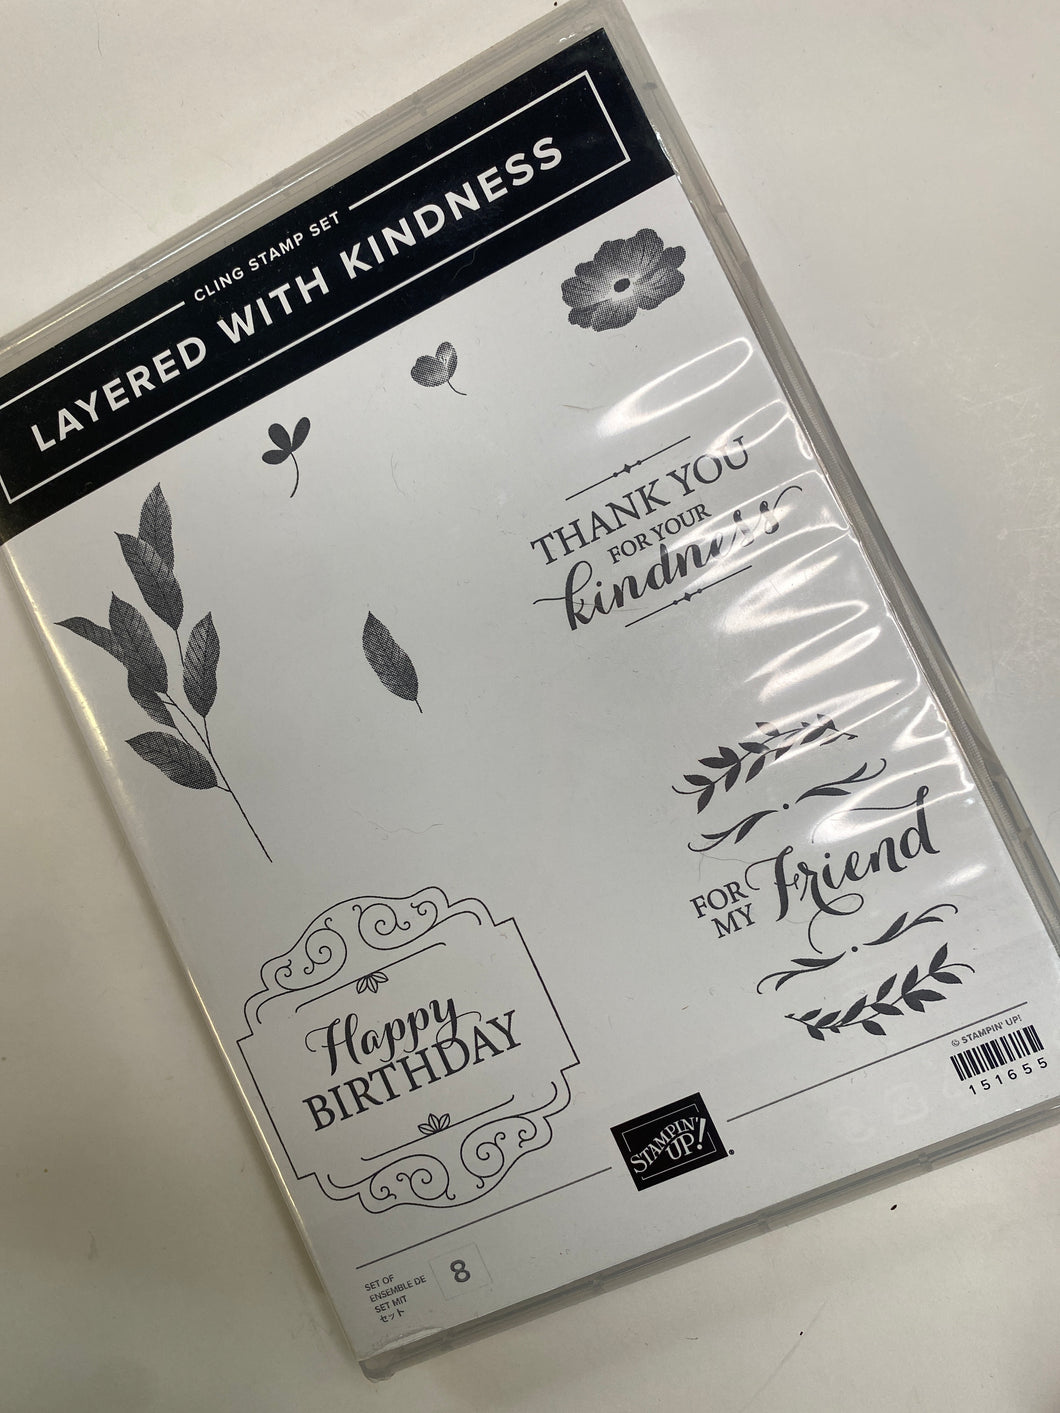 CLING STAMP SET
LAYERED WITH KINDNESS
THANK YOU
FOR YOUR
kindness
FOR MY Friend
Happy
BIRTHDAY
© STAMPIN' UP!
151655
STAMPIN'
UP!
®
SET OF
ENSEMBLE DE
SET MIT
セット
8